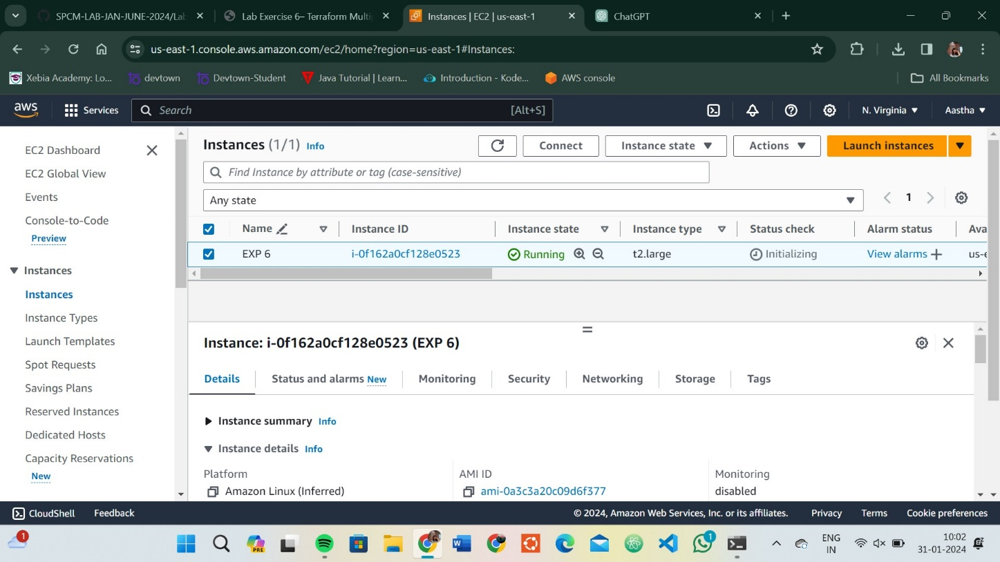 SPCM-LAB-JAN-JUNE-2024/Lab
Lab Exercise 6– Terraform Multip
Instances | EC2 | us-east-1
ChatGPT
us-east-1.console.aws.amazon.com/ec2/home?region=us-east-1#Instances:
Xebia Academy: Lo...
devtown
Devtown-Student
Java Tutorial | Learn...
Introduction - Kode...
AWS console
All Bookmarks
aws
Services
Search
[Alt+S]
N. Virginia
Aastha
EC2 Dashboard
EC2 Global View
Events
Console-to-Code
Preview
Instances
Instances
Instance Types
Launch Templates
Spot Requests
Savings Plans
Reserved Instances
Dedicated Hosts
Capacity Reservations
New
Instances (1/1) Info
Connect
Instance state
Actions
Launch instances
Find Instance by attribute or tag (case-sensitive)
Any state
1
Name
Instance ID
Instance state
Instance type
Status check
Alarm status
Ava
EXP 6
i-0f162a0cf128e0523
Running
t2.large
Initializing
View alarms
us-e
Instance: i-0f162a0cf128e0523 (EXP 6)
Details
Status and alarms New
Monitoring
Security
Networking
Storage
Tags
Instance summary Info
Instance details Info
Platform
Amazon Linux (Inferred)
AMI ID
ami-0a3c3a20c09d6f377
Monitoring
disabled
CloudShell
Feedback
© 2024, Amazon Web Services, Inc. or its affiliates.
Privacy
Terms
Cookie preferences
1
PRE
1
ENG
IN
10:02
31-01-2024